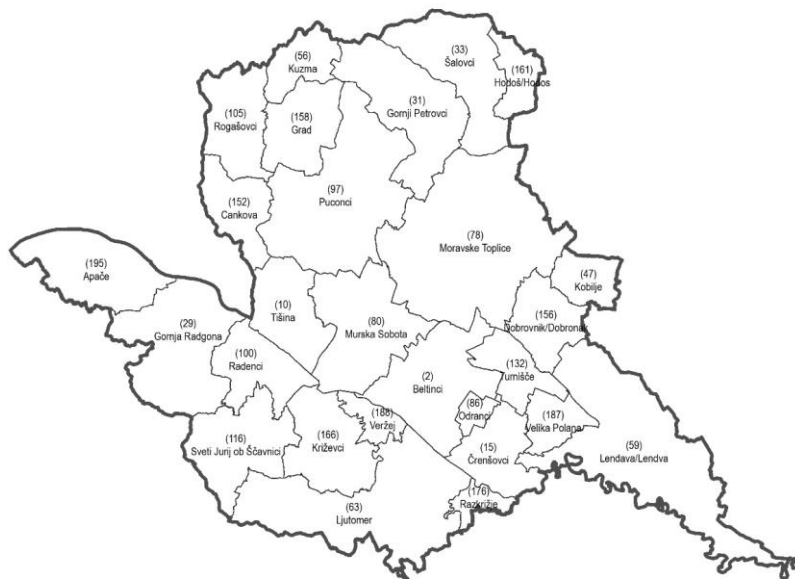 (33)
Šalovci
(56)
Kuzma
(161)
Hodoš/Hodos
(31)
Gornji Petrovci
(105)
Rogašovci
(158)
Grad
(97)
Puconci
(152)
Cankova
(78)
Moravske Toplice
(195)
Apače
(47)
Kobilje
(10)
Tišina
(156)
Dobrovnik/Dobronak
(29)
Gornja Radgona
(80)
Murska Sobota
(100)
Radenci
(132)
Turnišče
(2)
Beltinci
(86)
Odranci
(188)
Veržej
(187)
Velika Polana
(166)
Križevci
(116)
Sveti Jurij ob Ščavnici
(15)
Črenšovci
(59)
Lendava/Lendva
(176)
Razkrižje
(63)
Ljutomer